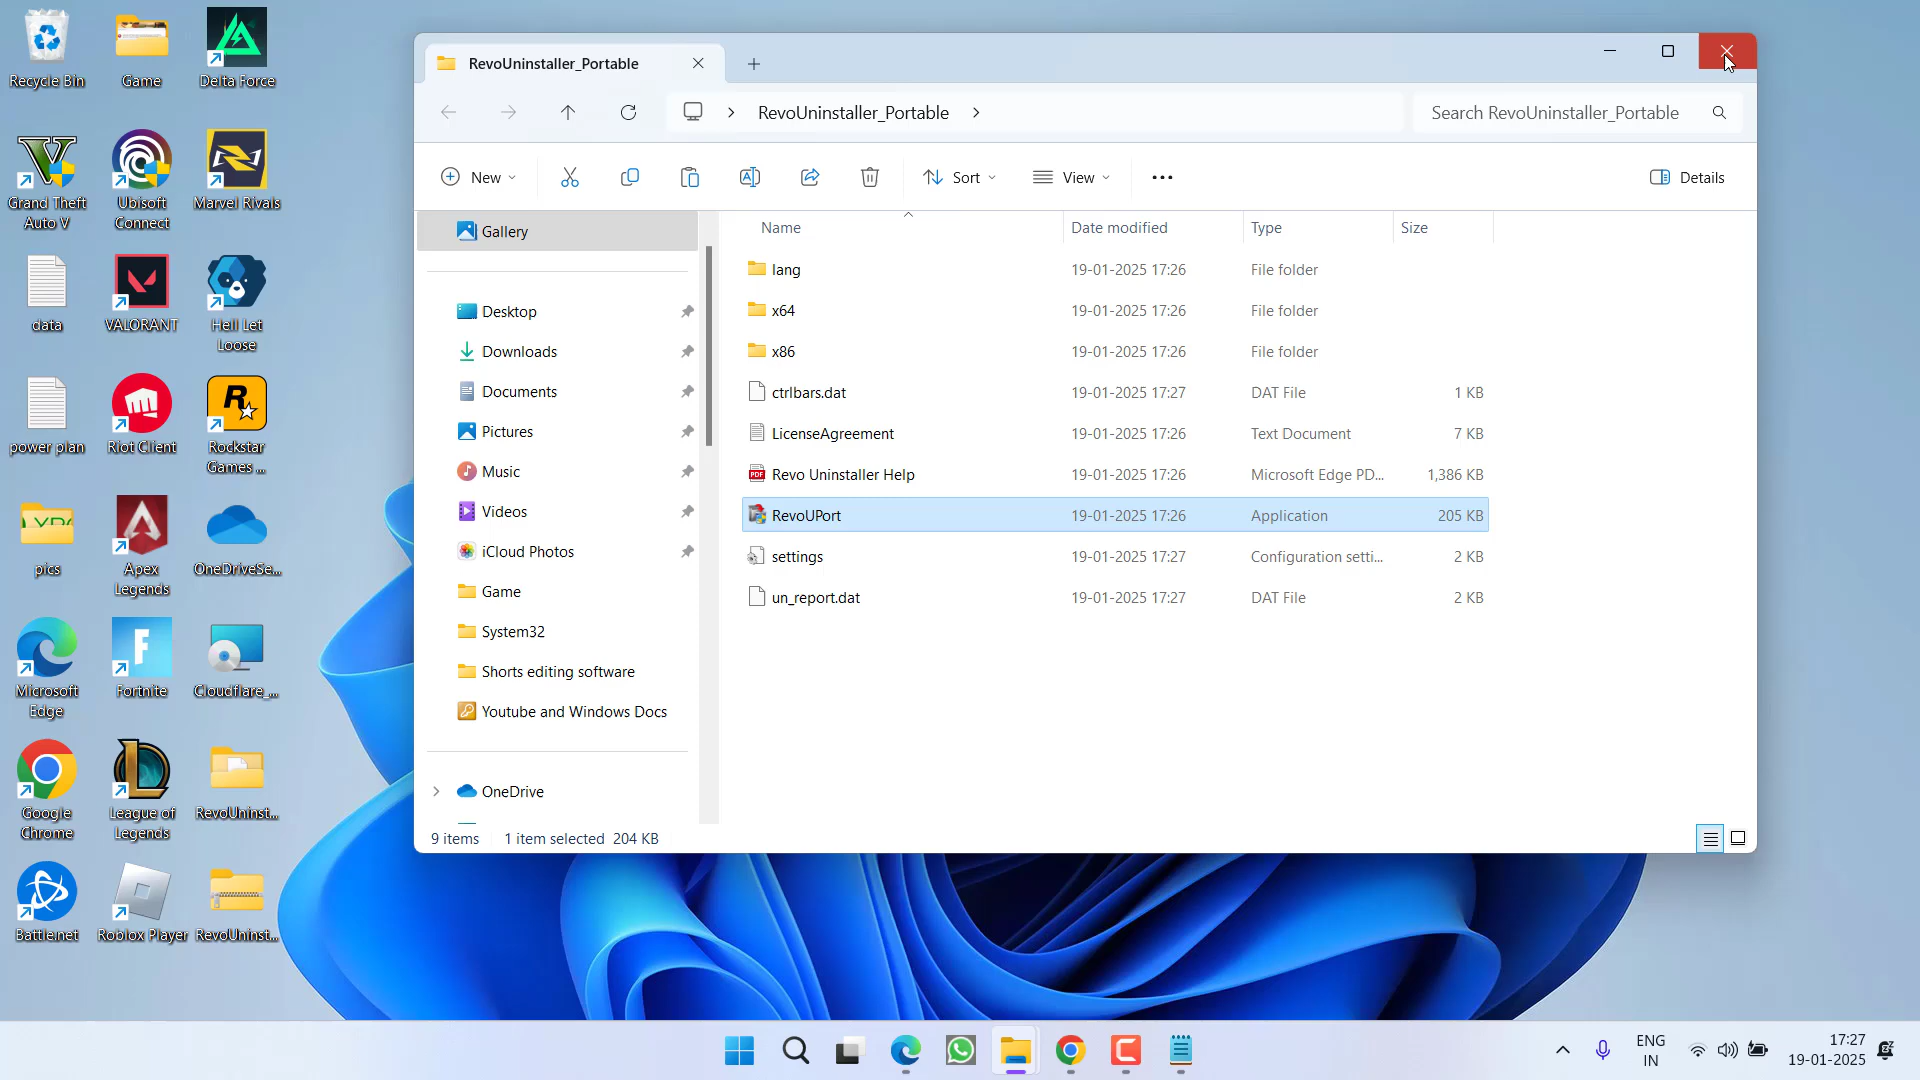 Recycle Bin
Game
Delta Force
Grand Theft
Auto V
Ubisoft
Connect
Marvel Rivals
data
VALORANT
Hell Let
Loose
power plan
Riot Client
Rockstar
Games ...
pics
Apex
Legends
OneDriveSe...
Microsoft
Edge
Fortnite
Cloudflare_...
Google
Chrome
League of
Legends
RevoUninst...
Battle.net
Roblox Player
RevoUninst...
RevoUninstaller_Portable
RevoUninstaller_Portable
Search RevoUninstaller_Portable
New
Sort
View
Details
Gallery
Desktop
Downloads
Documents
Pictures
Music
Videos
iCloud Photos
Game
System32
Shorts editing software
Youtube and Windows Docs
OneDrive
Name Date modified Type Size
lang 19-01-2025 17:26 File folder
x64 19-01-2025 17:26 File folder
x86 19-01-2025 17:26 File folder
ctrlbars.dat 19-01-2025 17:27 DAT File 1 KB
LicenseAgreement 19-01-2025 17:26 Text Document 7 KB
PDF Revo Uninstaller Help 19-01-2025 17:26 Microsoft Edge PD... 1,386 KB
RevoUPort 19-01-2025 17:26 Application 205 KB
settings 19-01-2025 17:27 Configuration setti... 2 KB
un_report.dat 19-01-2025 17:27 DAT File 2 KB
9 items 1 item selected 204 KB
ENG
IN
17:27
19-01-2025